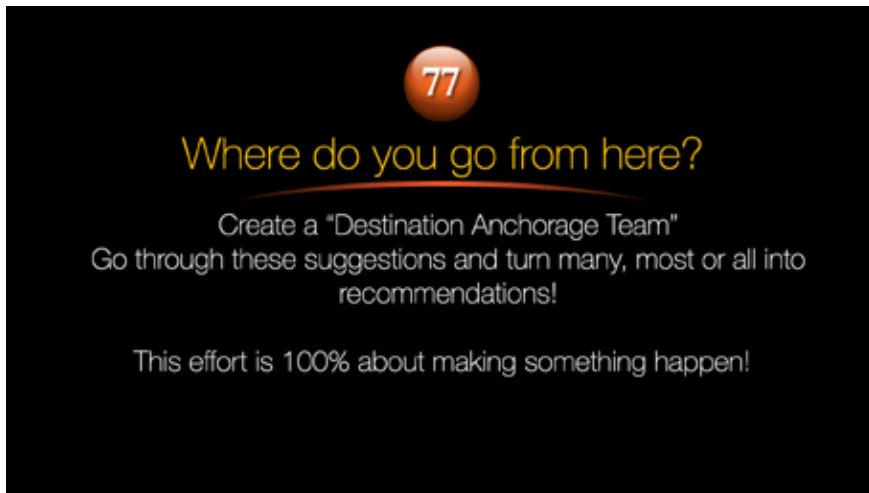 77
Where do you go from here?
Create a “Destination Anchorage Team”
Go through these suggestions and turn many, most or all into
recommendations!
This effort is 100% about making something happen!